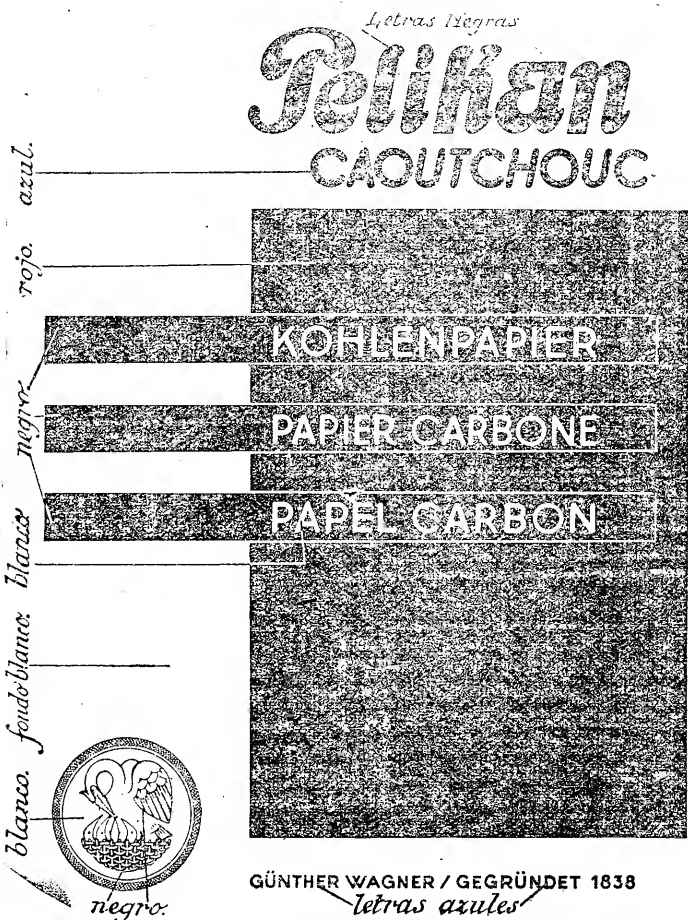 Letras Negras
Pelikan
CAOUTCHOUC
azul.
rojo.
KOHLENPAPIER
negro.
PAPIER CARBONE
PAPEL CARBON
blanca
fondo blanco.
blanco.
negro.
GÜNTHER WAGNER / GEGRÜNDET 1838
letras azules